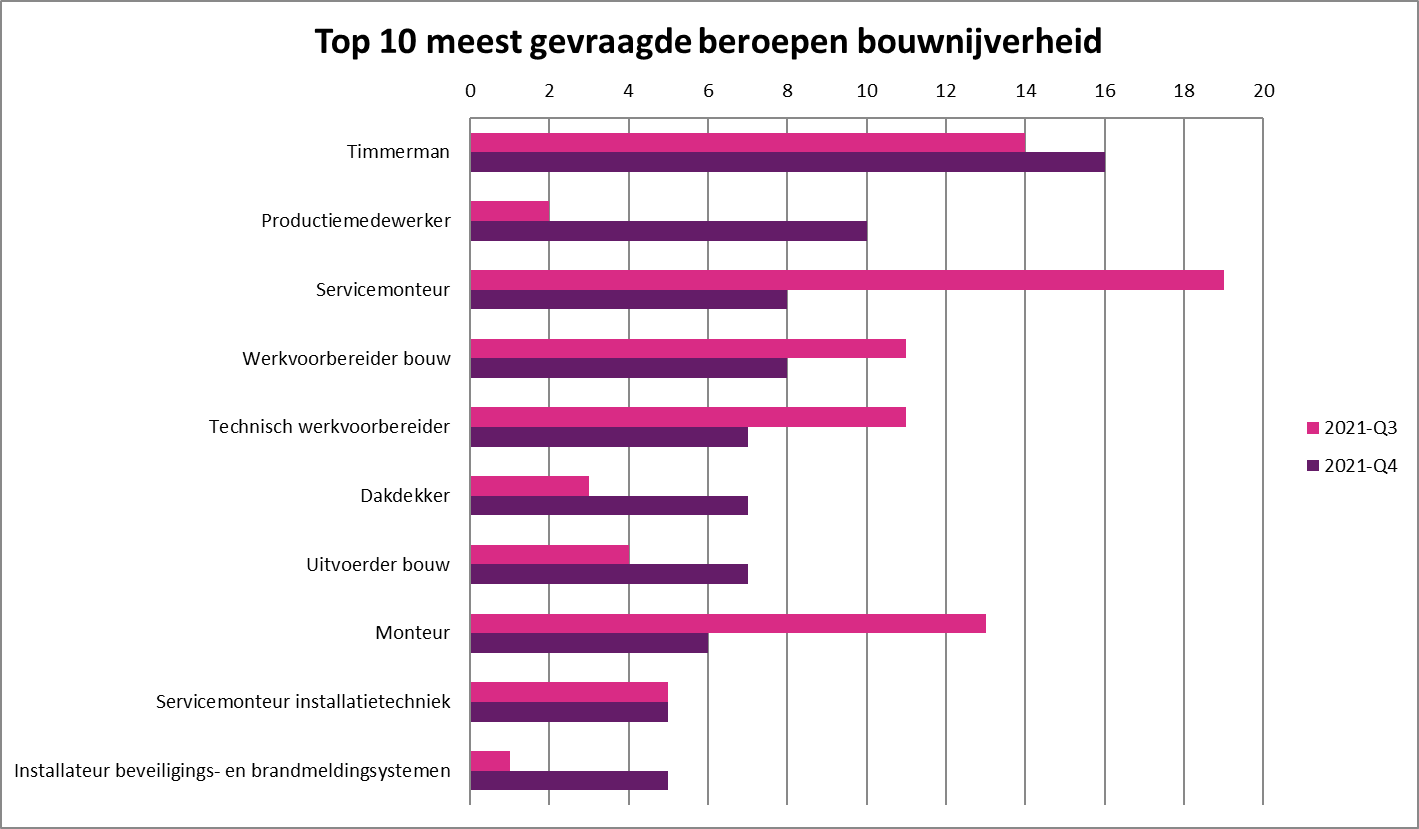 Top 10 meest gevraagde beroepen bouwnijverheid
0 2 4 6 8 10 12 14 16 18 20
Timmerman
Productiemedewerker
Servicemonteur
Werkvoorbereider bouw
Technisch werkvoorbereider
Dakdekker
Uitvoerder bouw
Monteur
Servicemonteur installatietechniek
Installateur beveiligings- en brandmeldingsystemen
2021-Q3
2021-Q4